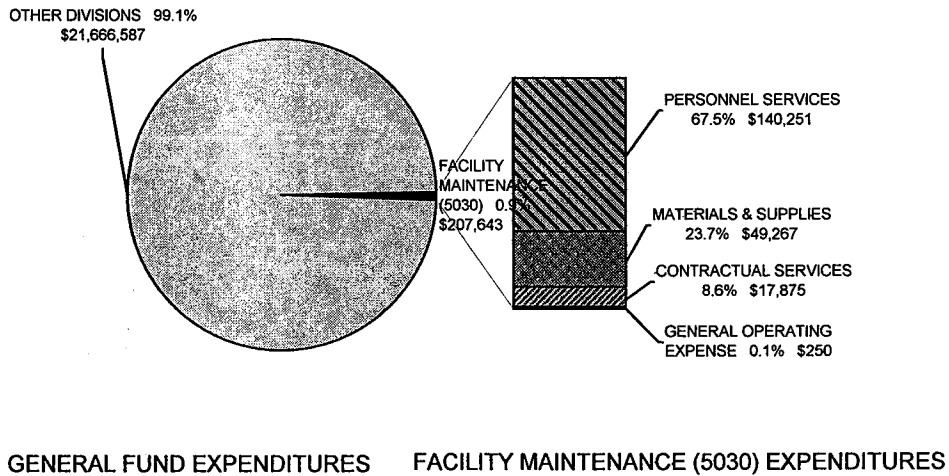 OTHER DIVISIONS 99.1%
$21,666,587
FACILITY
MAINTENANCE
(5030) 0.9%
$207,643
PERSONNEL SERVICES
67.5% $140,251
MATERIALS & SUPPLIES
23.7% $49,267
CONTRACTUAL SERVICES
8.6% $17,875
GENERAL OPERATING
EXPENSE 0.1% $250
GENERAL FUND EXPENDITURES
FACILITY MAINTENANCE (5030) EXPENDITURES